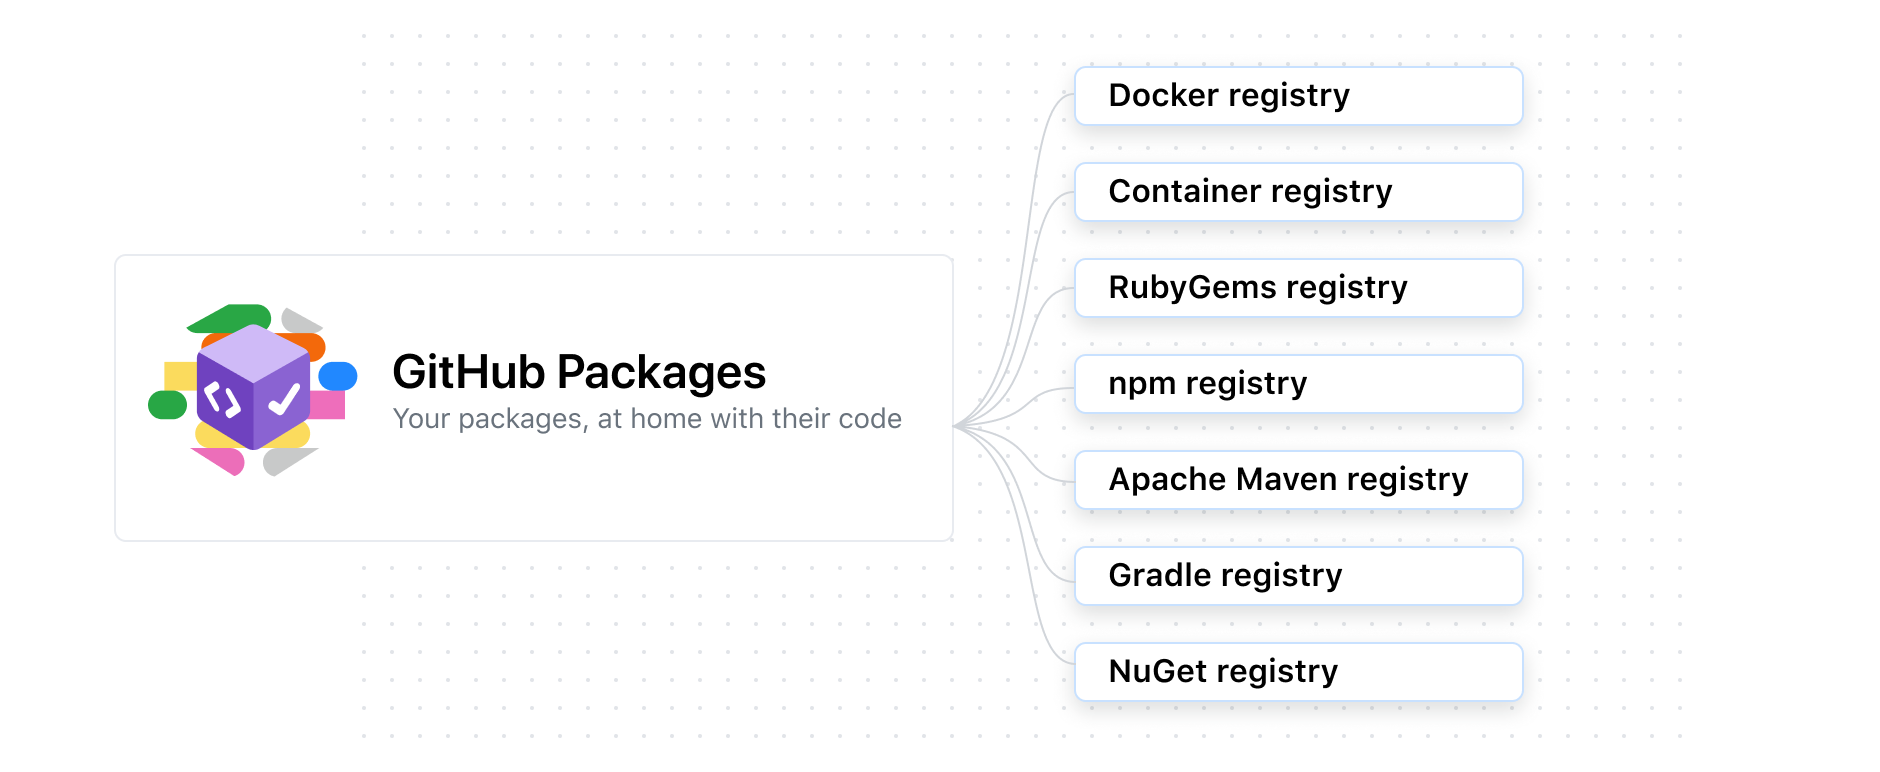 GitHub Packages
Your packages, at home with their code
Docker registry
Container registry
RubyGems registry
npm registry
Apache Maven registry
Gradle registry
NuGet registry